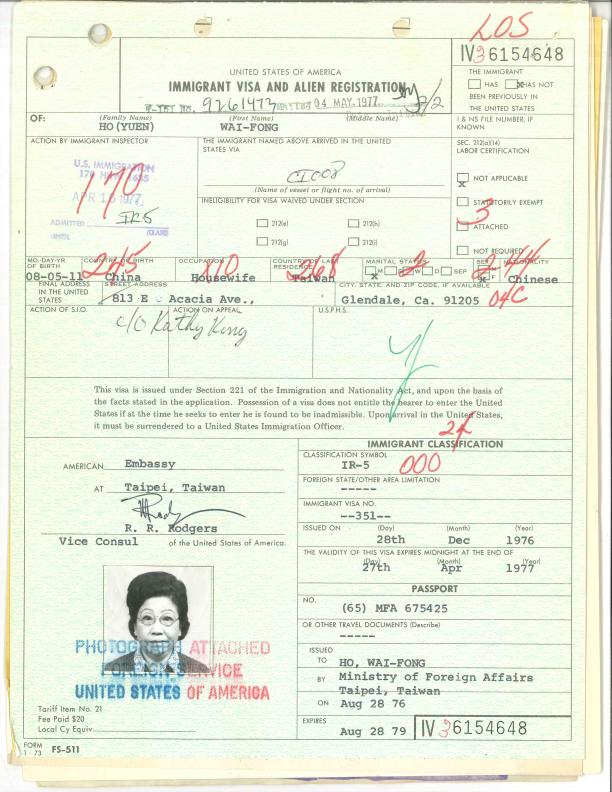 LOS
IV 36154648
UNITED STATES OF AMERICA
IMMIGRANT VISA AND ALIEN REGISTRATION
9261477 04 MAY. 1977
THE IMMIGRANT
HAS HAS NOT
BEEN PREVIOUSLY IN
THE UNITED STATES
I & NS FILE NUMBER, IF
KNOWN
OF: (Family Name) (First Name) (Middle Name)
HO(YUEN) WAI-FONG
ACTION BY IMMIGRANT INSPECTOR
THE IMMIGRANT NAMED ABOVE ARRIVED IN THE UNITED
STATES VIA
CI008
(Name of vessel or flight no. of arrival)
SEC. 212(a)(14)
LABOR CERTIFICATION
X NOT APPLICABLE
STATUTORILY EXEMPT
3
ATTACHED
NOT REQUIRED
U.S. IMMIGRATION
170
ADMITTED IR5
(CLASS)
UNTIL
INELIGIBILITY FOR VISA WAIVED UNDER SECTION
212(e) 212(h)
212(g) 212(i)
MO.-DAY-YR. OF BIRTH
08-05-11
COUNTRY OF BIRTH
China
245
OCCUPATION
Housewife
X10
COUNTRY OF LAST RESIDENCE
Taiwan
268
MARITAL STATUS
M S W D SEP
X
SEX
M F
X
NATIONALITY
Chinese
FINAL ADDRESS
IN THE UNITED
STATES
STREET ADDRESS
813 E Acacia Ave.,
CITY, STATE, AND ZIP CODE, IF AVAILABLE
Glendale, Ca. 91205 04C
ACTION OF S.I.O.
ACTION ON APPEAL
U.S.P.H.S.
c/o Kathy King
This visa is issued under Section 221 of the Immigration and Nationality Act, and upon the basis of
the facts stated in the application. Possession of a visa does not entitle the bearer to enter the United
States if at the time he seeks to enter he is found to be inadmissible. Upon arrival in the United States,
it must be surrendered to a United States Immigration Officer.
AMERICAN Embassy
AT Taipei, Taiwan
R. R. Rodgers
Vice Consul of the United States of America.
IMMIGRANT CLASSIFICATION
CLASSIFICATION SYMBOL
IR-5 000
FOREIGN STATE/OTHER AREA LIMITATION
-----
IMMIGRANT VISA NO.
--351--
ISSUED ON (Day) (Month) (Year)
28th Dec 1976
THE VALIDITY OF THIS VISA EXPIRES MIDNIGHT AT THE END OF
(Day) (Month) (Year)
27th Apr 1977
PASSPORT
NO.
(65) MFA 675425
OR OTHER TRAVEL DOCUMENTS (Describe)
-----
ISSUED
TO HO, WAI-FONG
BY Ministry of Foreign Affairs
Taipei, Taiwan
ON Aug 28 76
EXPIRES Aug 28 79
IV 36154648
PHOTOGRAPH ATTACHED
FOREIGN SERVICE
UNITED STATES OF AMERICA
Tariff Item No. 21
Fee Paid $20
Local Cy Equiv.
FORM
1-73 FS-511